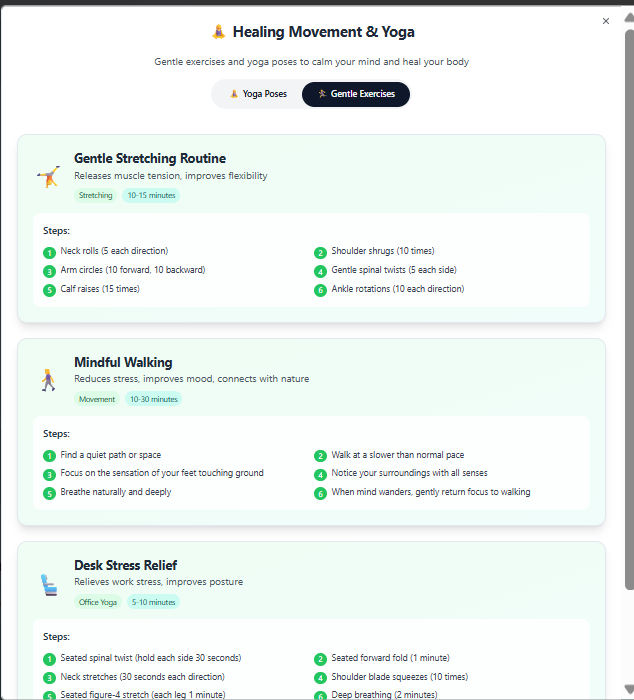 Healing Movement & Yoga
Gentle exercises and yoga poses to calm your mind and heal your body
Yoga Poses
Gentle Exercises
Gentle Stretching Routine
Releases muscle tension, improves flexibility
Stretching 10-15 minutes
Steps:
1 Neck rolls (5 each direction)
2 Shoulder shrugs (10 times)
3 Arm circles (10 forward, 10 backward)
4 Gentle spinal twists (5 each side)
5 Calf raises (15 times)
6 Ankle rotations (10 each direction)
Mindful Walking
Reduces stress, improves mood, connects with nature
Movement 10-30 minutes
Steps:
1 Find a quiet path or space
2 Walk at a slower than normal pace
3 Focus on the sensation of your feet touching ground
4 Notice your surroundings with all senses
5 Breathe naturally and deeply
6 When mind wanders, gently return focus to walking
Desk Stress Relief
Relieves work stress, improves posture
Office Yoga 5-10 minutes
Steps:
1 Seated spinal twist (hold each side 30 seconds)
2 Seated forward fold (1 minute)
3 Neck stretches (30 seconds each direction)
4 Shoulder blade squeezes (10 times)
5 Seated figure-4 stretch (each leg 1 minute)
6 Deep breathing (2 minutes)